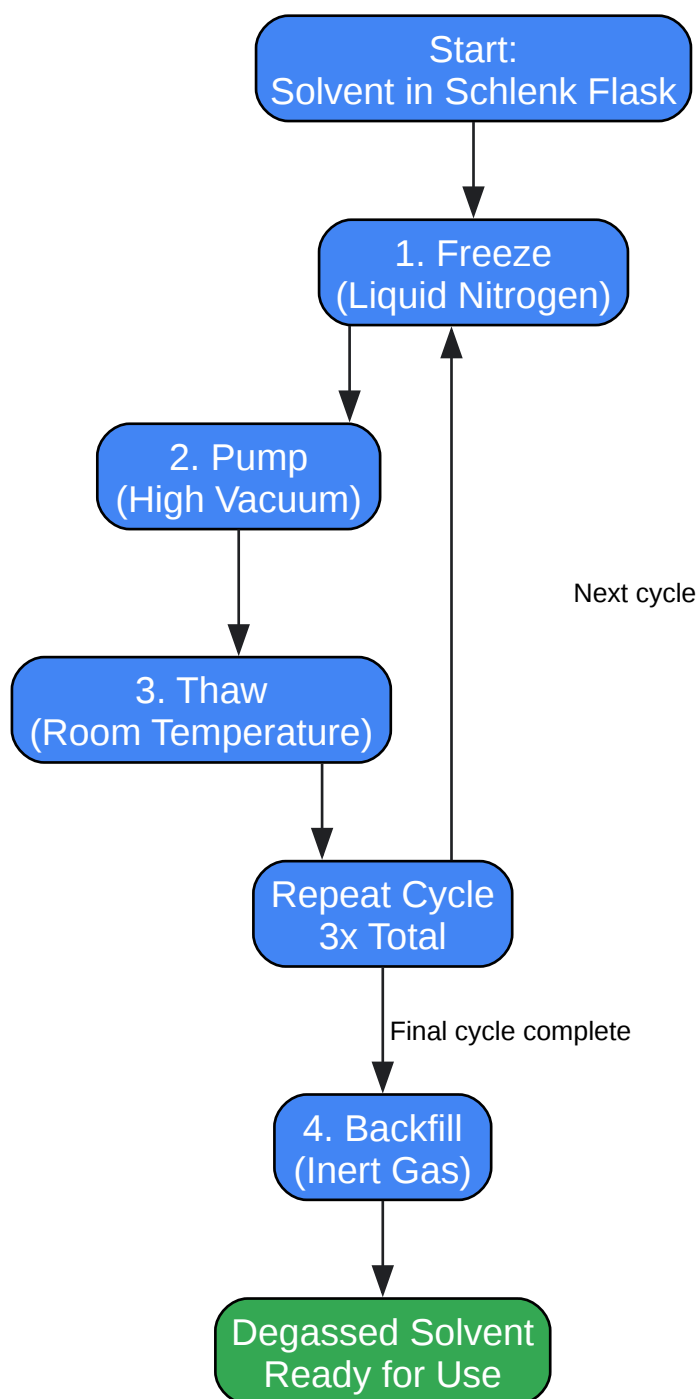 Start:
Solvent in Schlenk Flask
1. Freeze
(Liquid Nitrogen)
2. Pump
(High Vacuum)
Next cycle
3. Thaw
(Room Temperature)
Repeat Cycle
3x Total
Final cycle complete
4. Backfill
(Inert Gas)
Degassed Solvent
Ready for Use